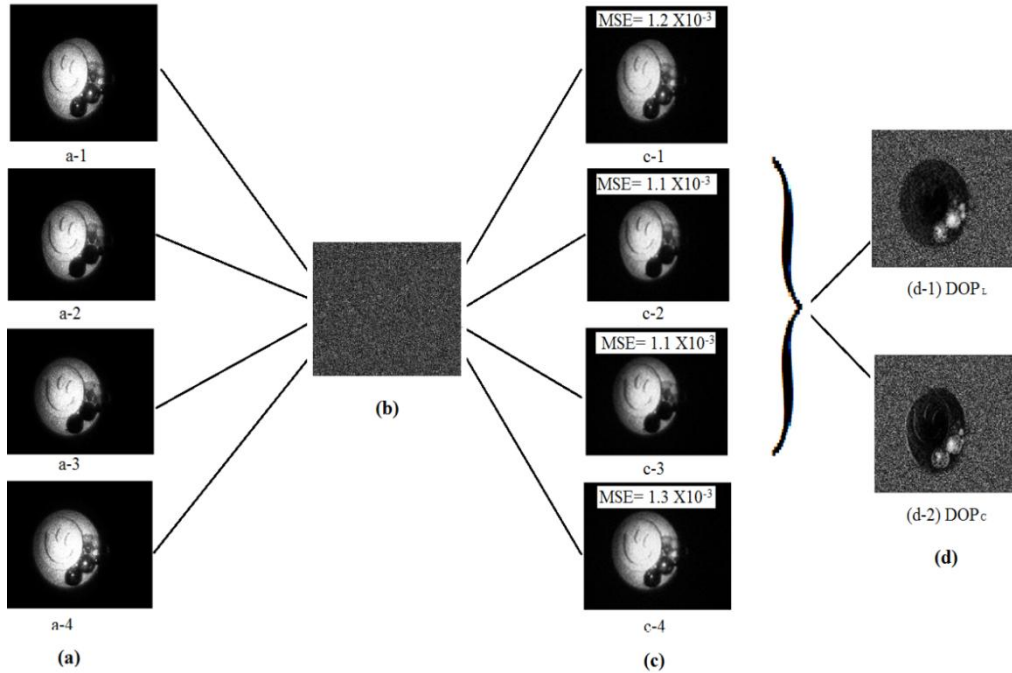 MSE= 1.2 X10-3
a-1
c-1
MSE= 1.1 X10-3
(d-1) DOPL
a-2
c-2
(b)
MSE= 1.1 X10-3
a-3
c-3
MSE= 1.3 X10-3
(d-2) DOPC
(d)
a-4
c-4
(a)
(c)